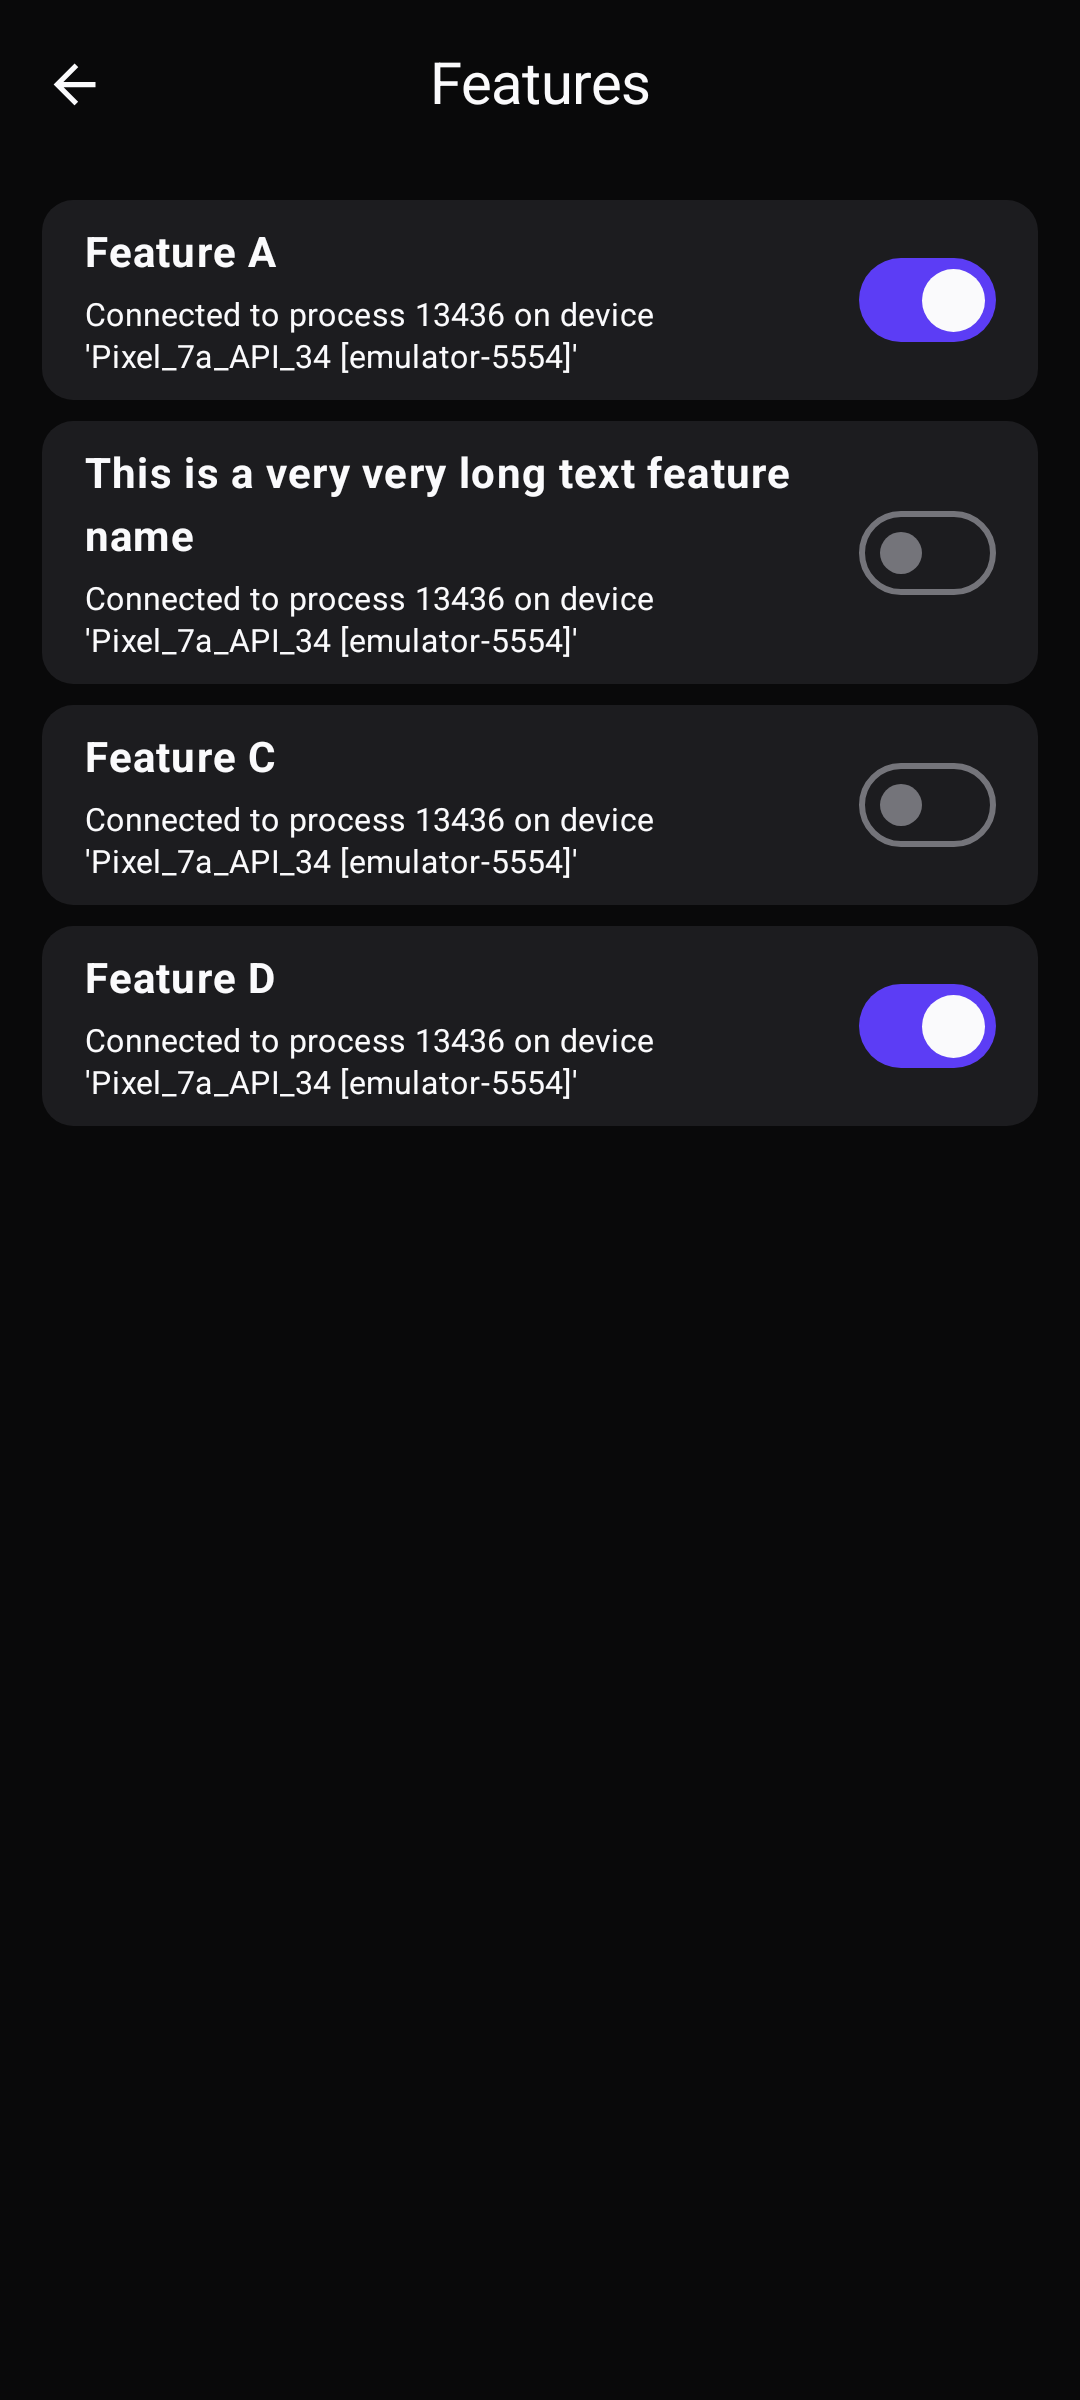 Features
Feature A
Connected to process 13436 on device
'Pixel_7a_API_34 [emulator-5554]'
This is a very very long text feature
name
Connected to process 13436 on device
'Pixel_7a_API_34 [emulator-5554]'
Feature C
Connected to process 13436 on device
'Pixel_7a_API_34 [emulator-5554]'
Feature D
Connected to process 13436 on device
'Pixel_7a_API_34 [emulator-5554]'